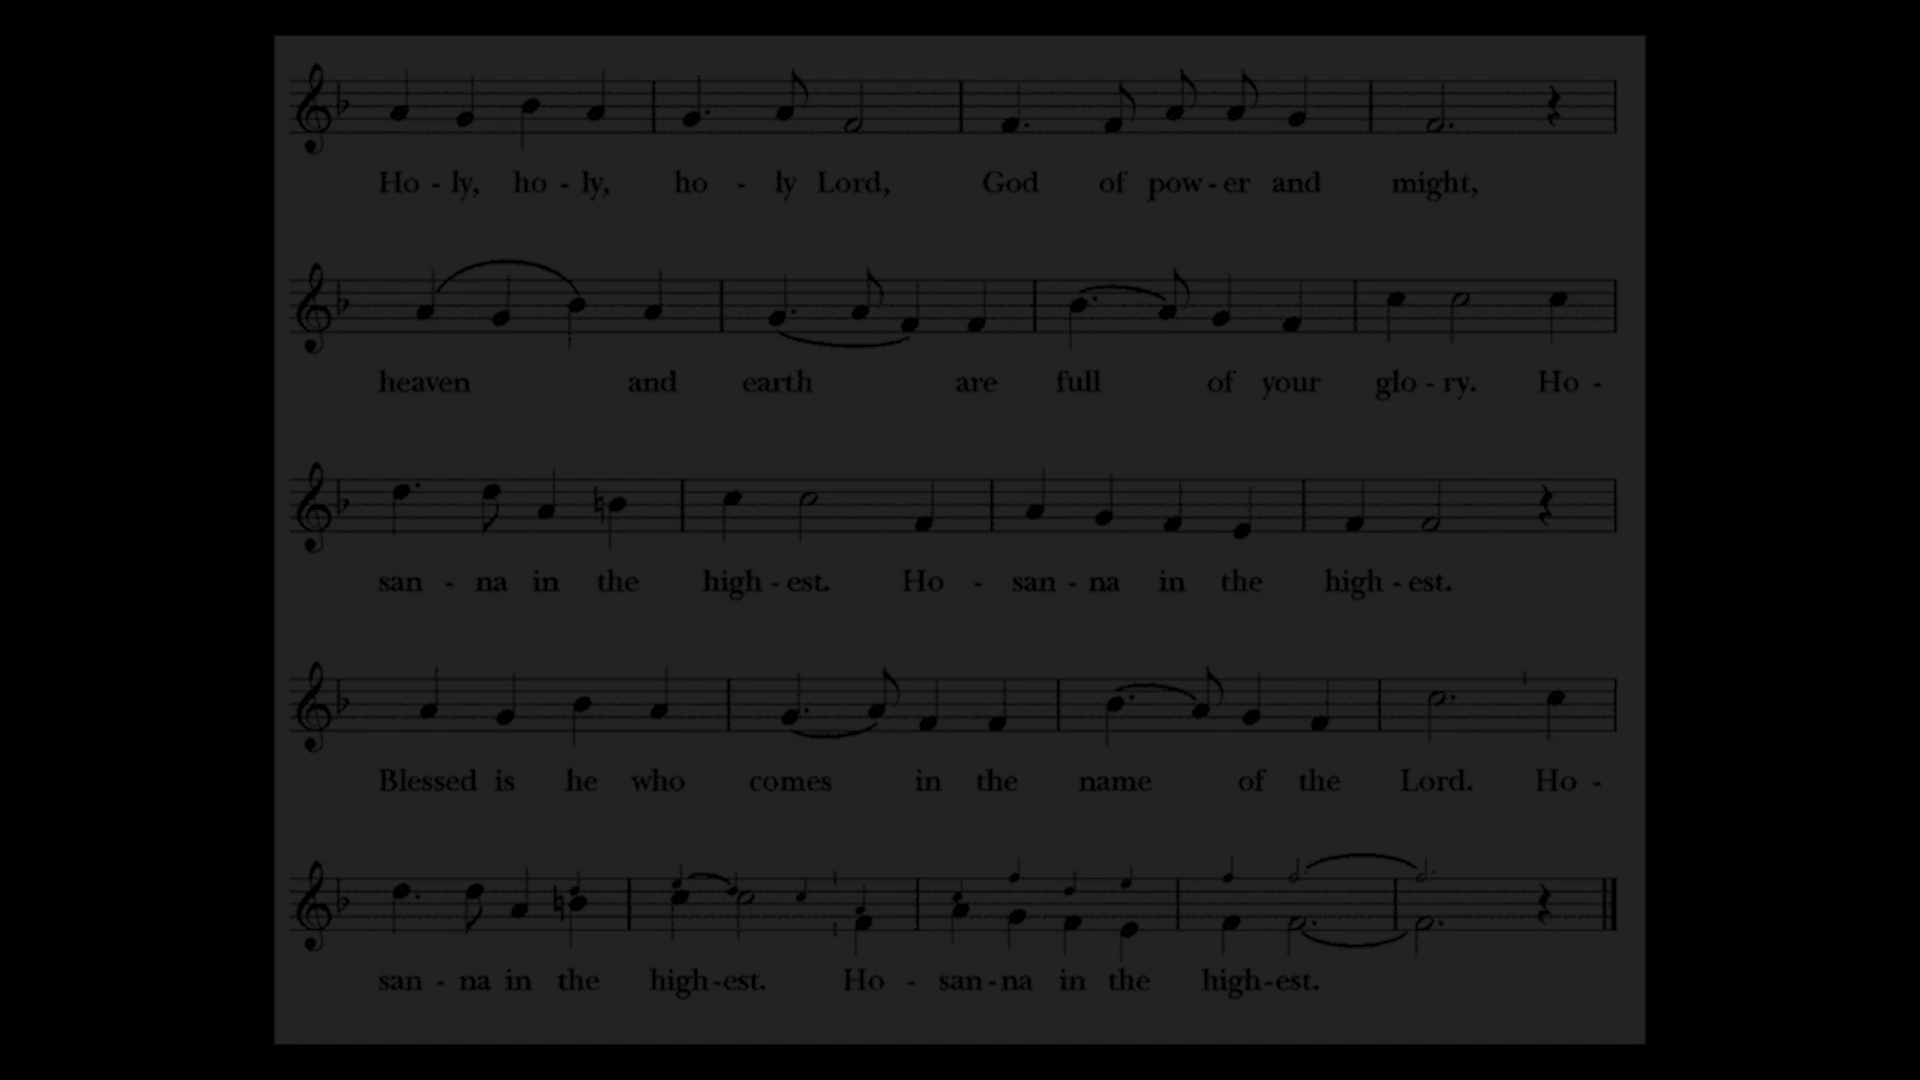 Ho - ly, ho - ly, ho - ly Lord, God of pow - er and might,
heaven and earth are full of your glo - ry. Ho -
san - na in the high - est. Ho - san - na in the high - est.
Blessed is he who comes in the name of the Lord. Ho -
san - na in the high - est. Ho - san - na in the high - est.